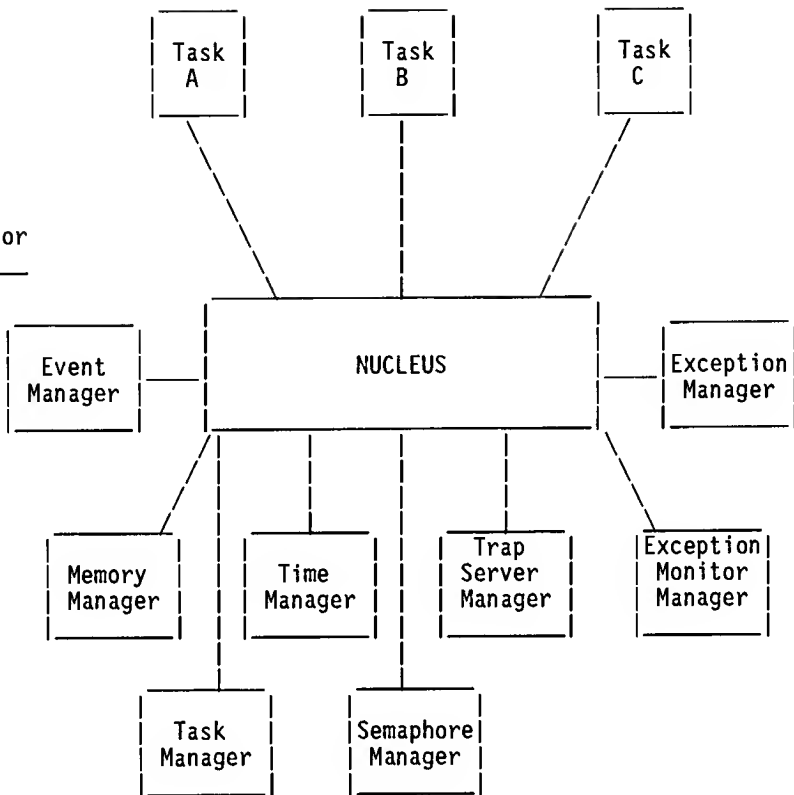 Task
A
Task
B
Task
C
or
Event
Manager
NUCLEUS
Exception
Manager
Memory
Manager
Time
Manager
Trap
Server
Manager
Exception
Monitor
Manager
Task
Manager
Semaphore
Manager